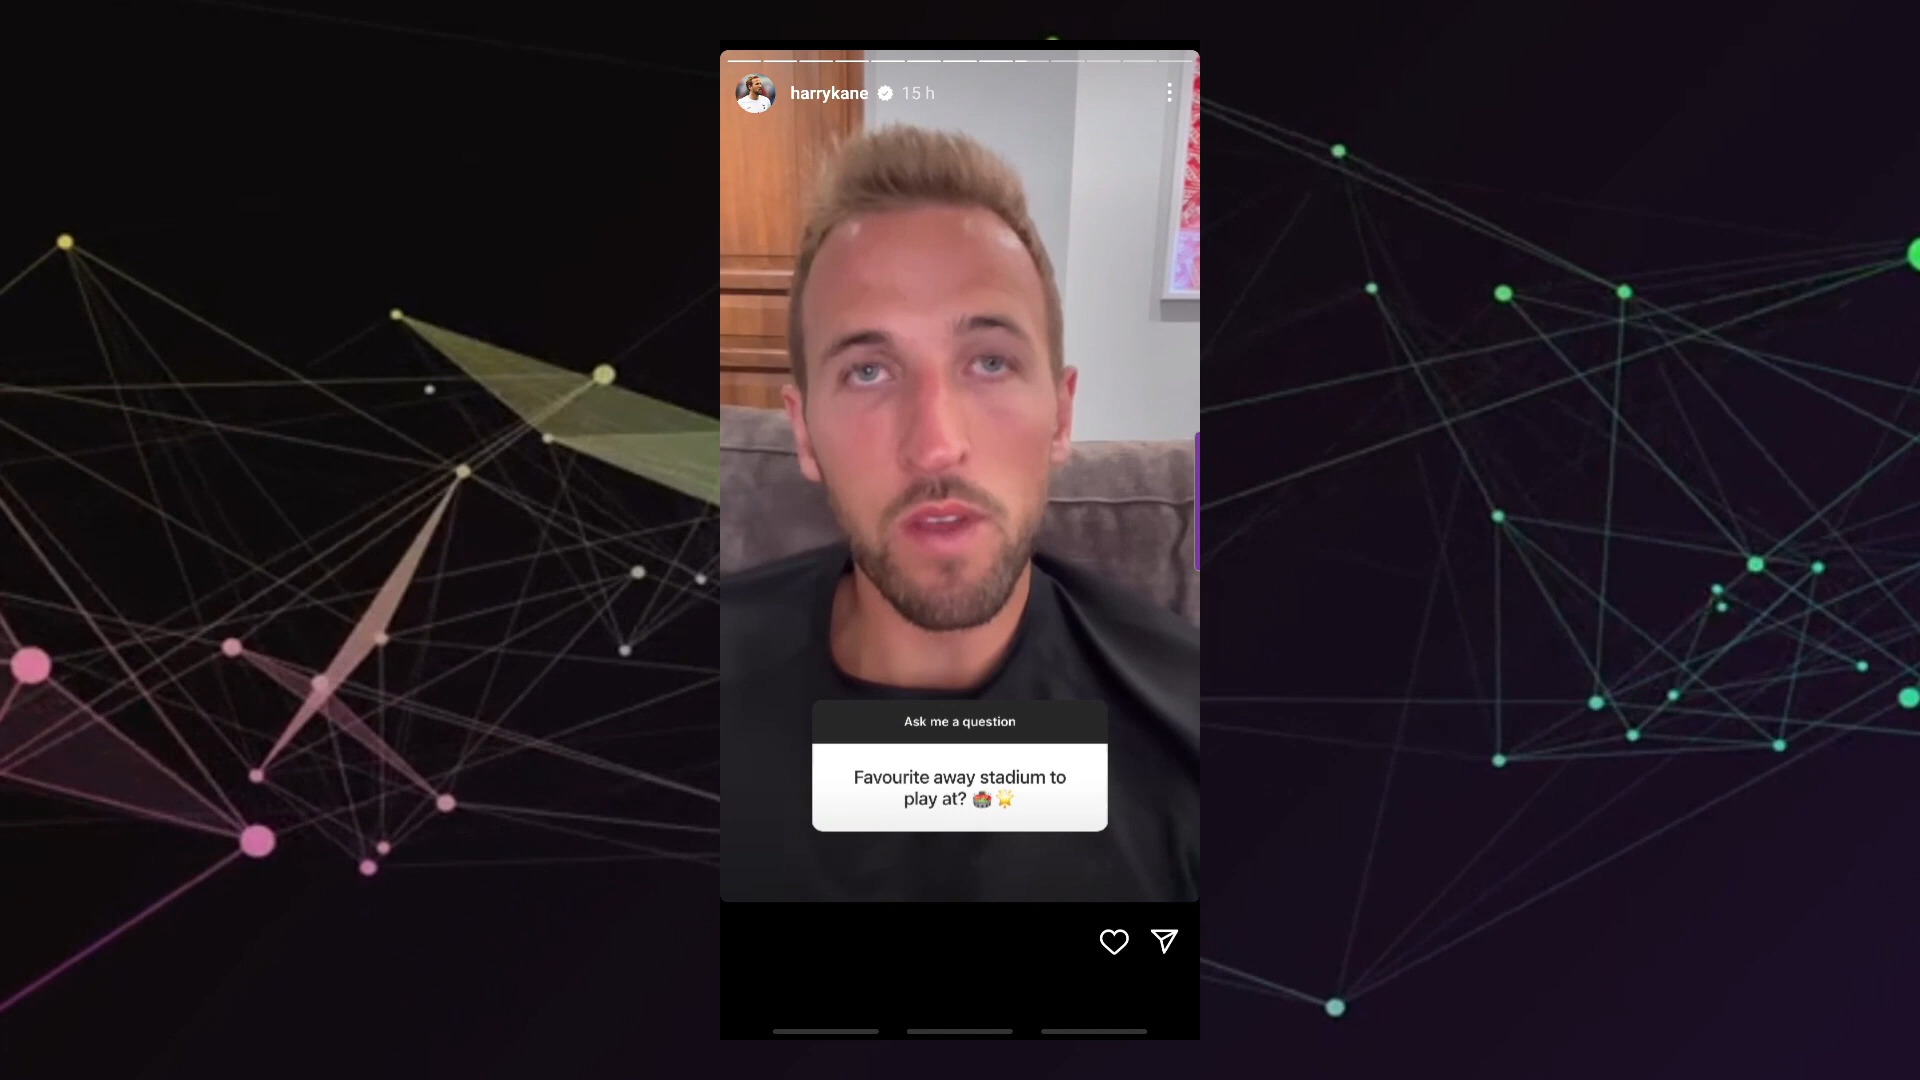 harrykane 15 h
Ask me a question
Favourite away stadium to
play at? 🏟️🌟